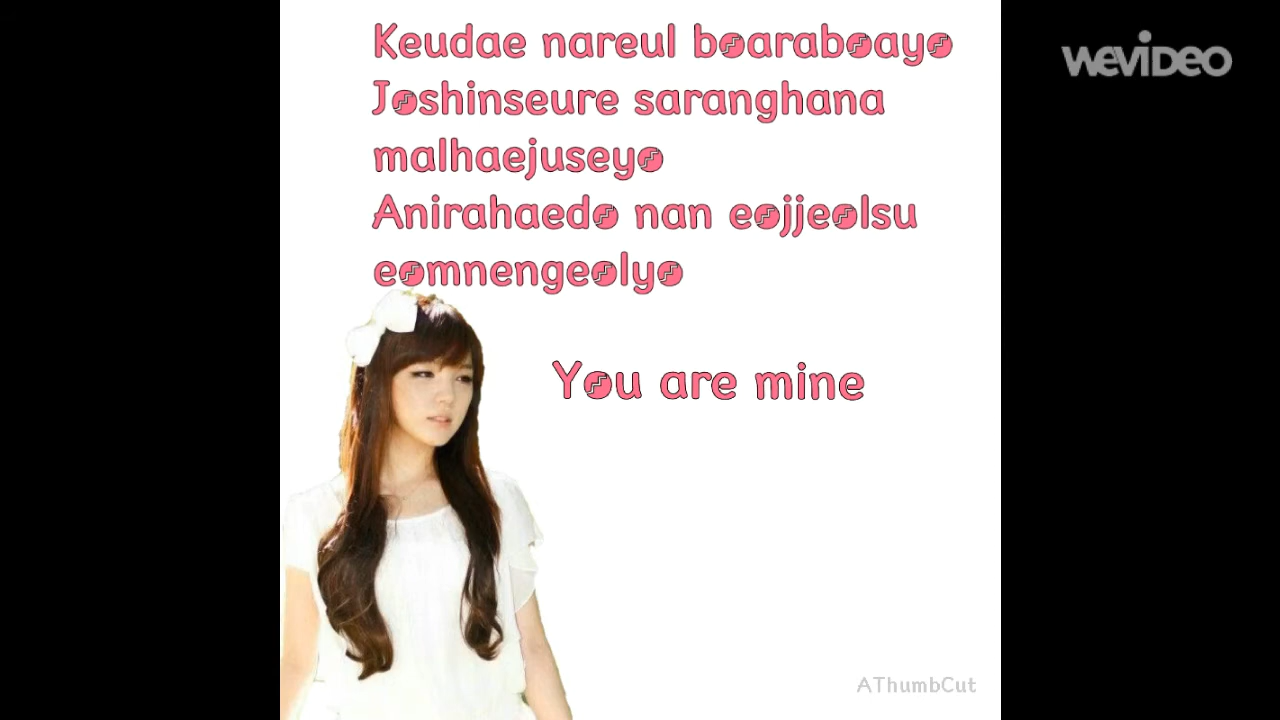 Keudae nareul boaraboayo
WEVIDEO
Joshinseure saranghana
malhaejuseyo
Anirahaedo nan eojjeolsu
eomnengeolyo
You are mine
AThumbCut